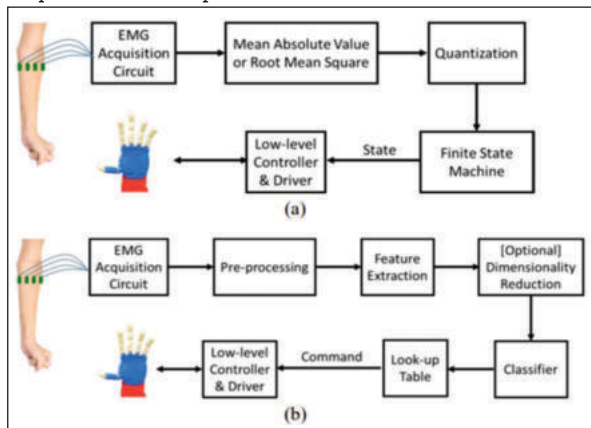 EMG
Acquisition
Circuit
Mean Absolute Value
or Root Mean Square
Quantization
Low-level
Controller
& Driver
State
Finite State
Machine
(a)
EMG
Acquisition
Circuit
Pre-processing
Feature
Extraction
[Optional]
Dimensionality
Reduction
Low-level
Controller
& Driver
Command
Look-up
Table
Classifier
(b)